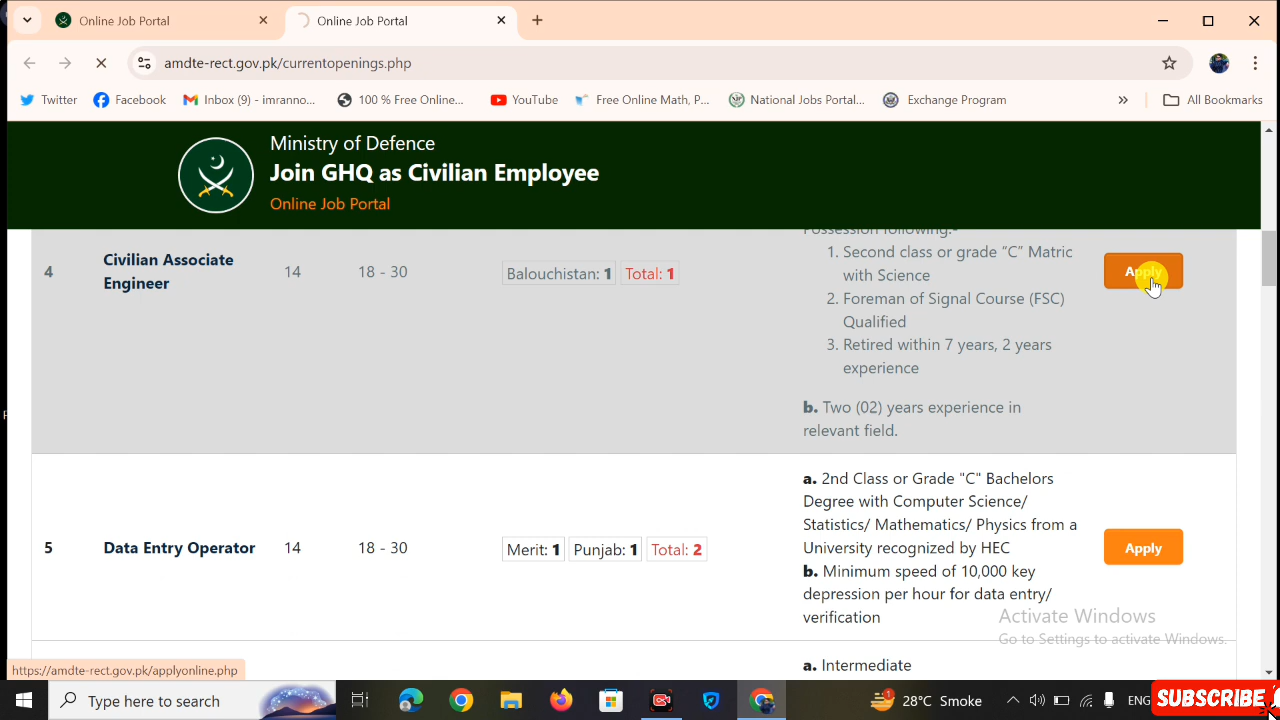 Online Job Portal
Online Job Portal
amdte-rect.gov.pk/currentopenings.php
Twitter
Facebook
Inbox (9) - imranno...
100 % Free Online...
YouTube
Free Online Math, P...
National Jobs Portal...
Exchange Program
All Bookmarks
Ministry of Defence
Join GHQ as Civilian Employee
Online Job Portal
Possession following:-
4 Civilian Associate Engineer 14 18 - 30 Balouchistan: 1 Total: 1
1. Second class or grade “C” Matric
with Science
2. Foreman of Signal Course (FSC)
Qualified
3. Retired within 7 years, 2 years
experience
b. Two (02) years experience in
relevant field.
Apply
5 Data Entry Operator 14 18 - 30 Merit: 1 Punjab: 1 Total: 2
a. 2nd Class or Grade "C" Bachelors
Degree with Computer Science/
Statistics/ Mathematics/ Physics from a
University recognized by HEC
b. Minimum speed of 10,000 key
depression per hour for data entry/
verification
Apply
a. Intermediate
Activate Windows
Go to Settings to activate Windows.
https://amdte-rect.gov.pk/applyonline.php
Type here to search
1
28°C Smoke
ENG
SUBSCRIBE